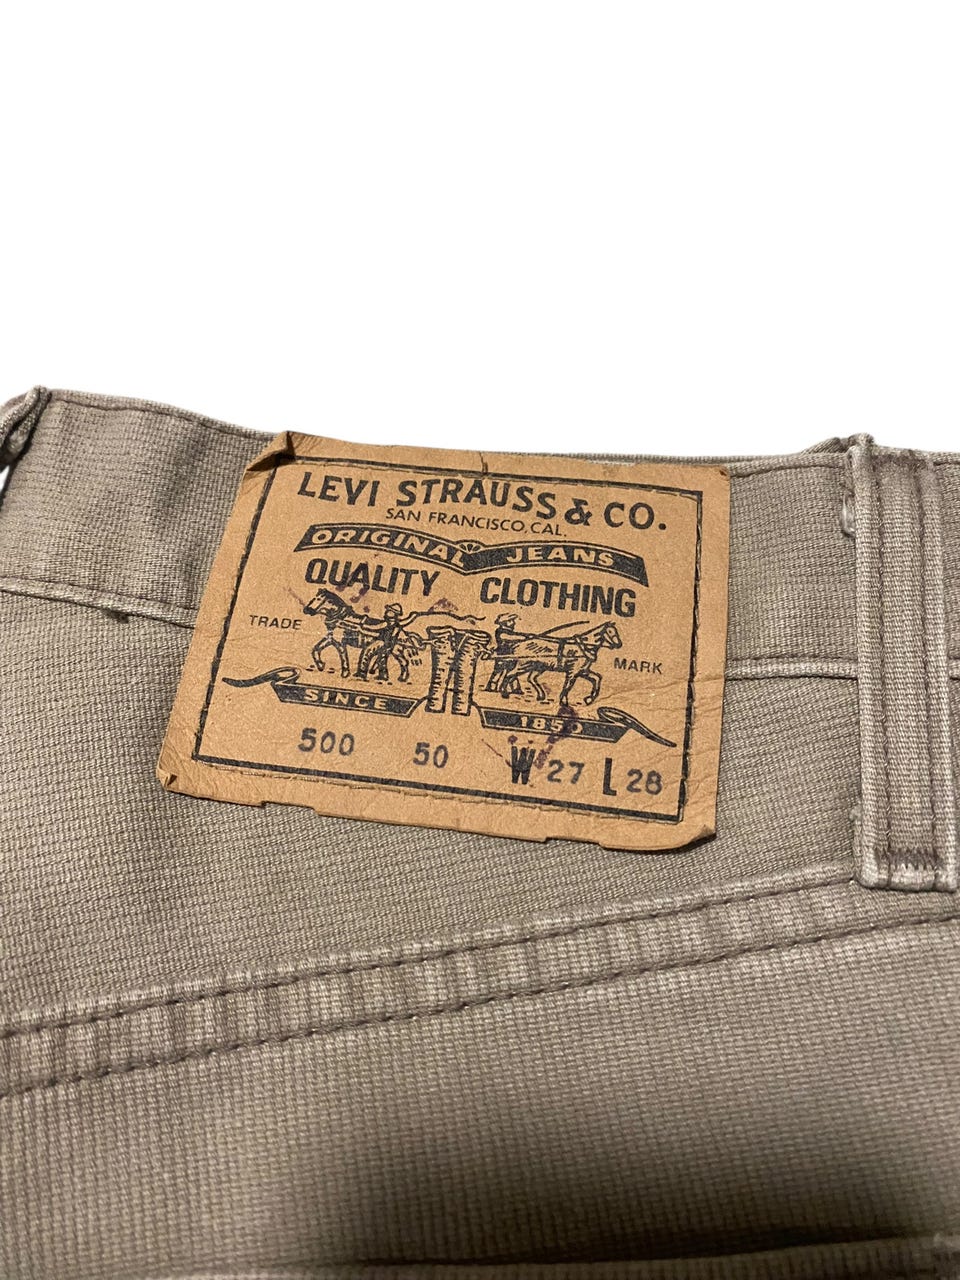 LEVI STRAUSS & CO.
SAN FRANCISCO, CAL.
ORIGINAL JEANS
QUALITY CLOTHING
TRADE MARK
SINCE 1850
500 50 W 27 L 28